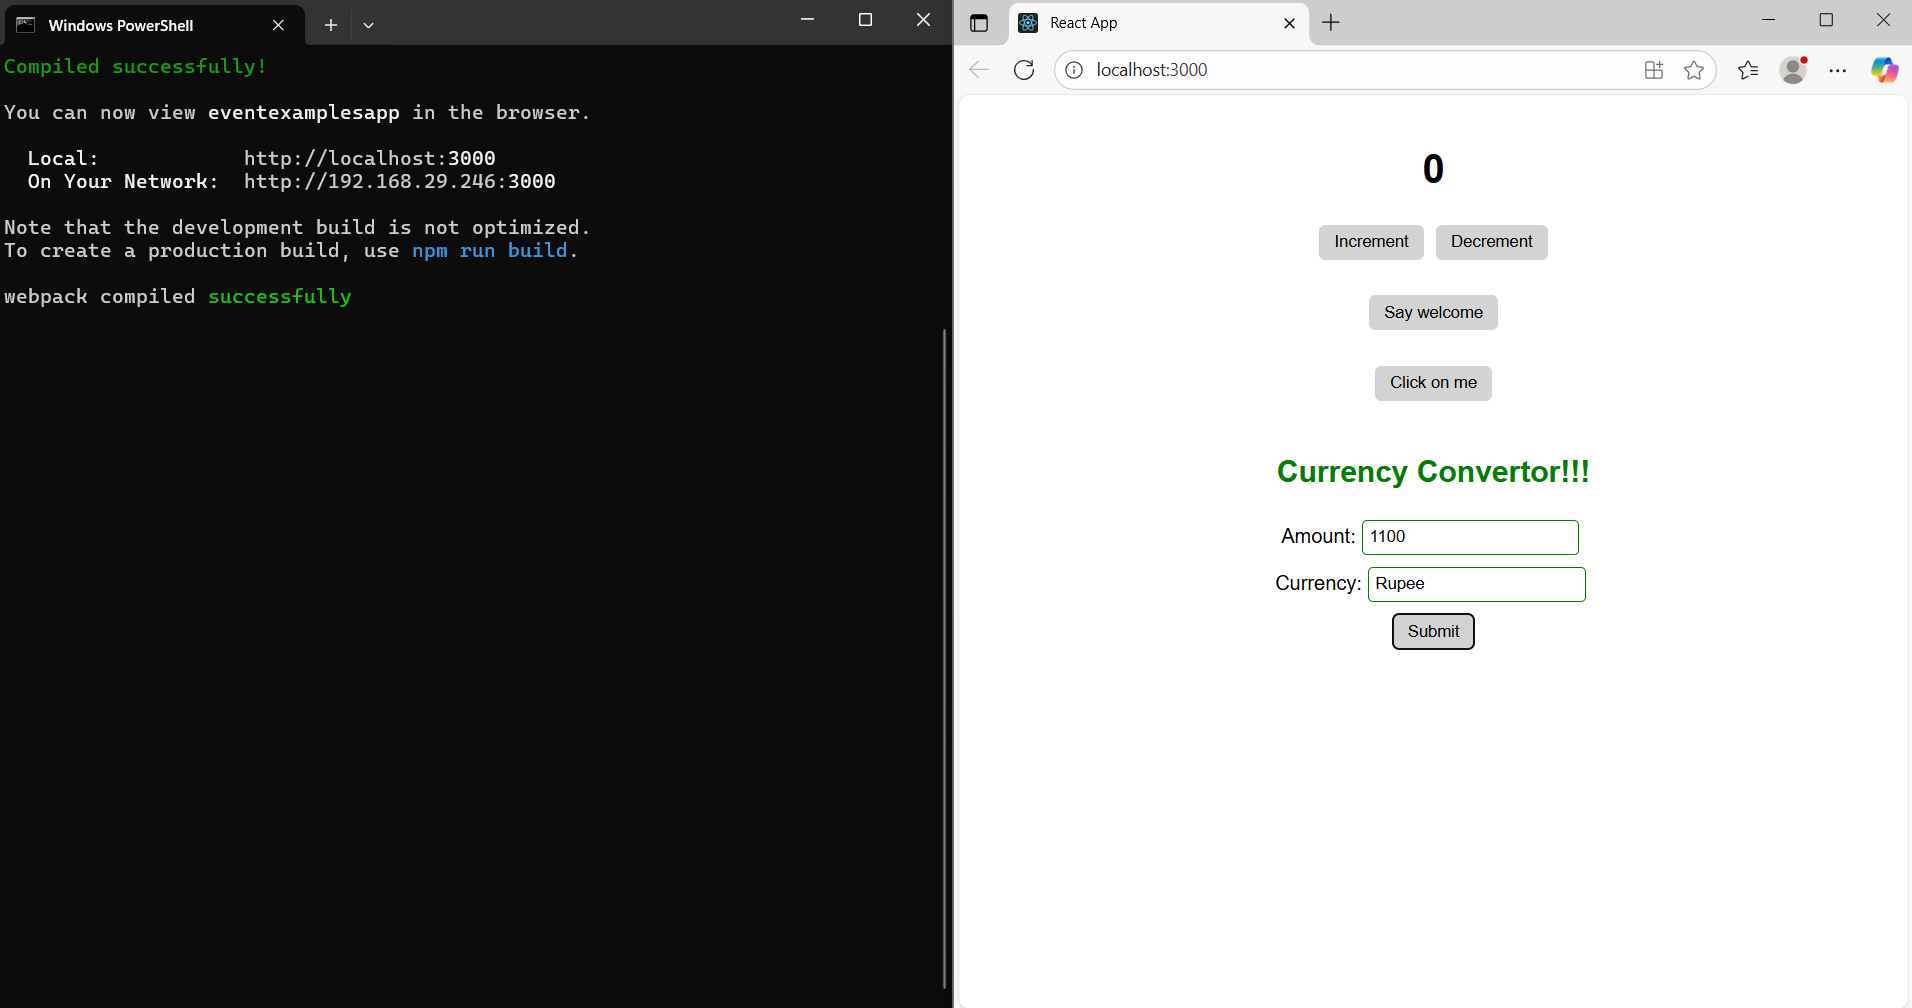 Windows PowerShell
Compiled successfully!
You can now view eventexamplesapp in the browser.
Local: http://localhost:3000
On Your Network: http://192.168.29.246:3000
Note that the development build is not optimized.
To create a production build, use npm run build.
webpack compiled successfully
React App
localhost:3000
0
Increment Decrement
Say welcome
Click on me
Currency Convertor!!!
Amount: 1100
Currency: Rupee
Submit